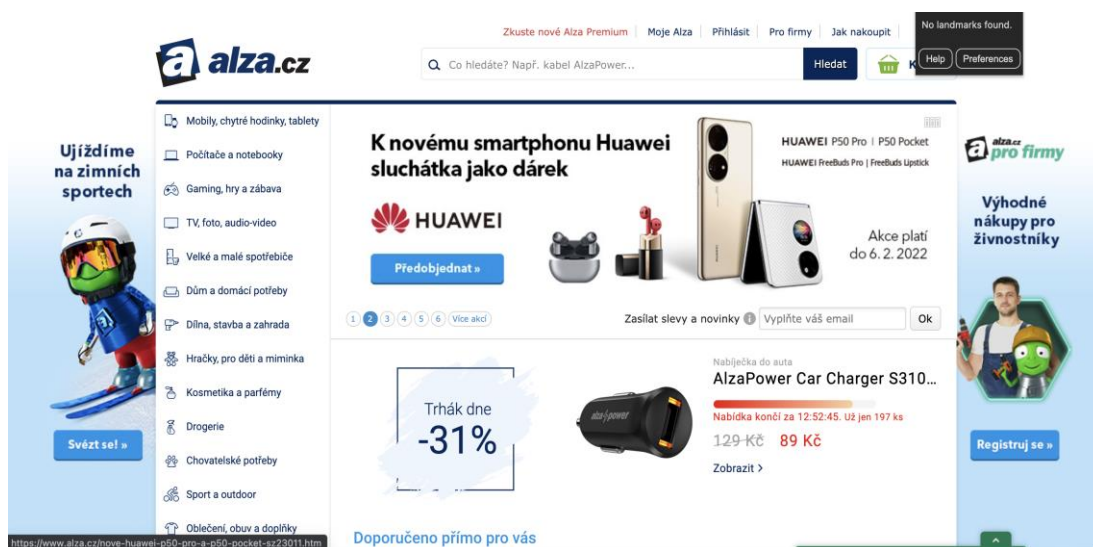 Zkuste nové Alza Premium
Moje Alza
Přihlásit
Pro firmy
Jak nakoupit
No landmarks found.
Help
Preferences
alza.cz
Co hledáte? Např. kabel AlzaPower...
Hledat
K
Ujíždíme
na zimních
sportech
Svézt se! »
Mobily, chytré hodinky, tablety
Počítače a notebooky
Gaming, hry a zábava
TV, foto, audio-video
Velké a malé spotřebiče
Dům a domácí potřeby
Dílna, stavba a zahrada
Hračky, pro děti a miminka
Kosmetika a parfémy
Drogerie
Chovatelské potřeby
Sport a outdoor
Oblečení, obuv a doplňky
K novému smartphonu Huawei
sluchátka jako dárek
HUAWEI
Předobjednat »
HUAWEI P50 Pro | P50 Pocket
HUAWEI FreeBuds Pro | FreeBuds Lipstick
Akce platí
do 6. 2. 2022
1 2 3 4 5 6 Více akcí
Zasílat slevy a novinky
Vyplňte váš email
Ok
Trhák dne
-31%
alza power
Nabíječka do auta
AlzaPower Car Charger S310...
Nabídka končí za 12:52:45. Už jen 197 ks
129 Kč 89 Kč
Zobrazit >
Doporučeno přímo pro vás
alza.cz
pro firmy
Výhodné
nákupy pro
živnostníky
Registruj se »
https://www.alza.cz/nove-huawei-p50-pro-a-p50-pocket-sz23011.htm